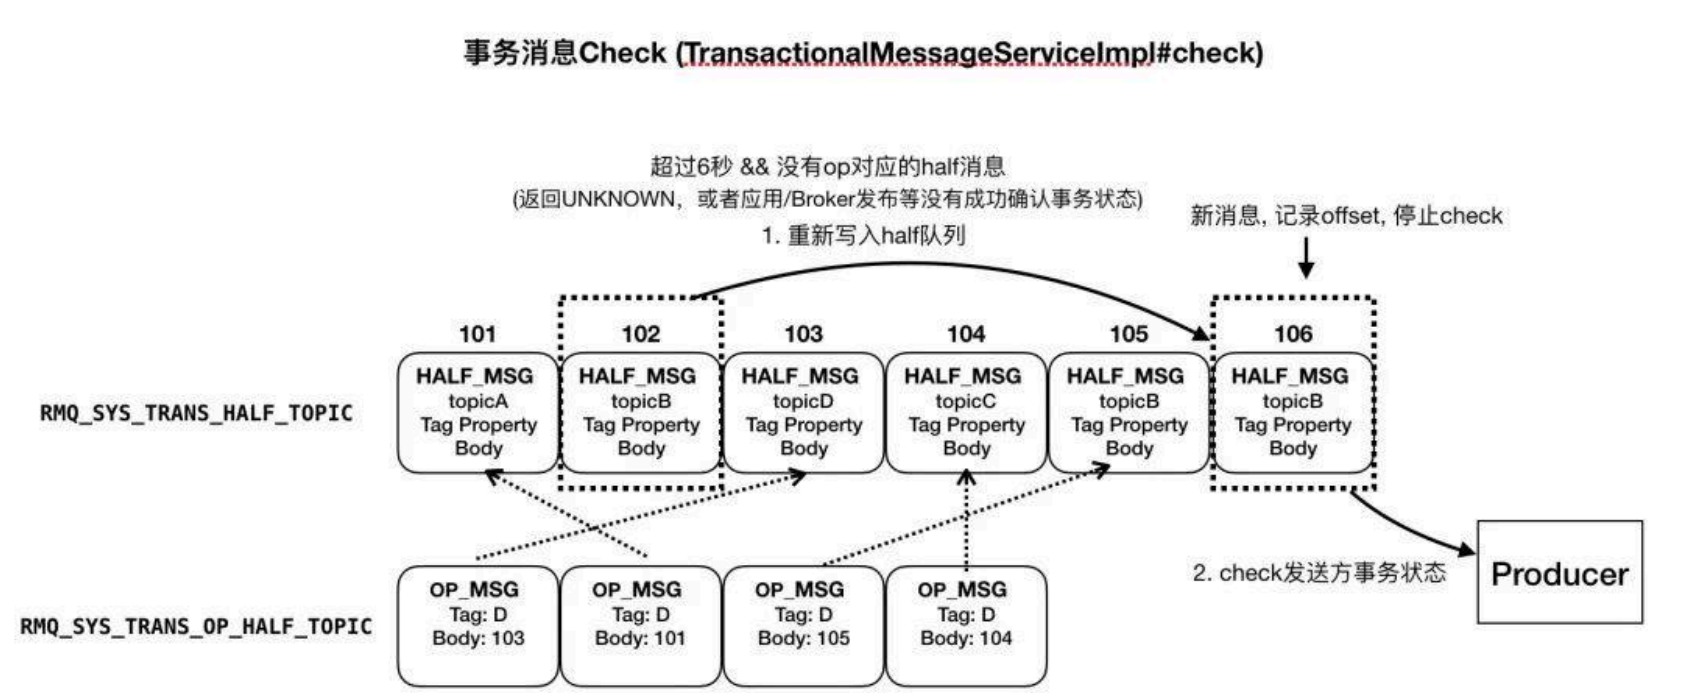 事务消息Check (TransactionalMessageServiceImpl#check)
超过6秒 && 没有op对应的half消息
(返回UNKNOWN，或者应用/Broker发布等没有成功确认事务状态)
1. 重新写入half队列
新消息, 记录offset, 停止check
101
102
103
104
105
106
RMQ_SYS_TRANS_HALF_TOPIC
HALF_MSG
topicA
Tag Property
Body
HALF_MSG
topicB
Tag Property
Body
HALF_MSG
topicD
Tag Property
Body
HALF_MSG
topicC
Tag Property
Body
HALF_MSG
topicB
Tag Property
Body
HALF_MSG
topicB
Tag Property
Body
2. check发送方事务状态
Producer
RMQ_SYS_TRANS_OP_HALF_TOPIC
OP_MSG
Tag: D
Body: 103
OP_MSG
Tag: D
Body: 101
OP_MSG
Tag: D
Body: 105
OP_MSG
Tag: D
Body: 104